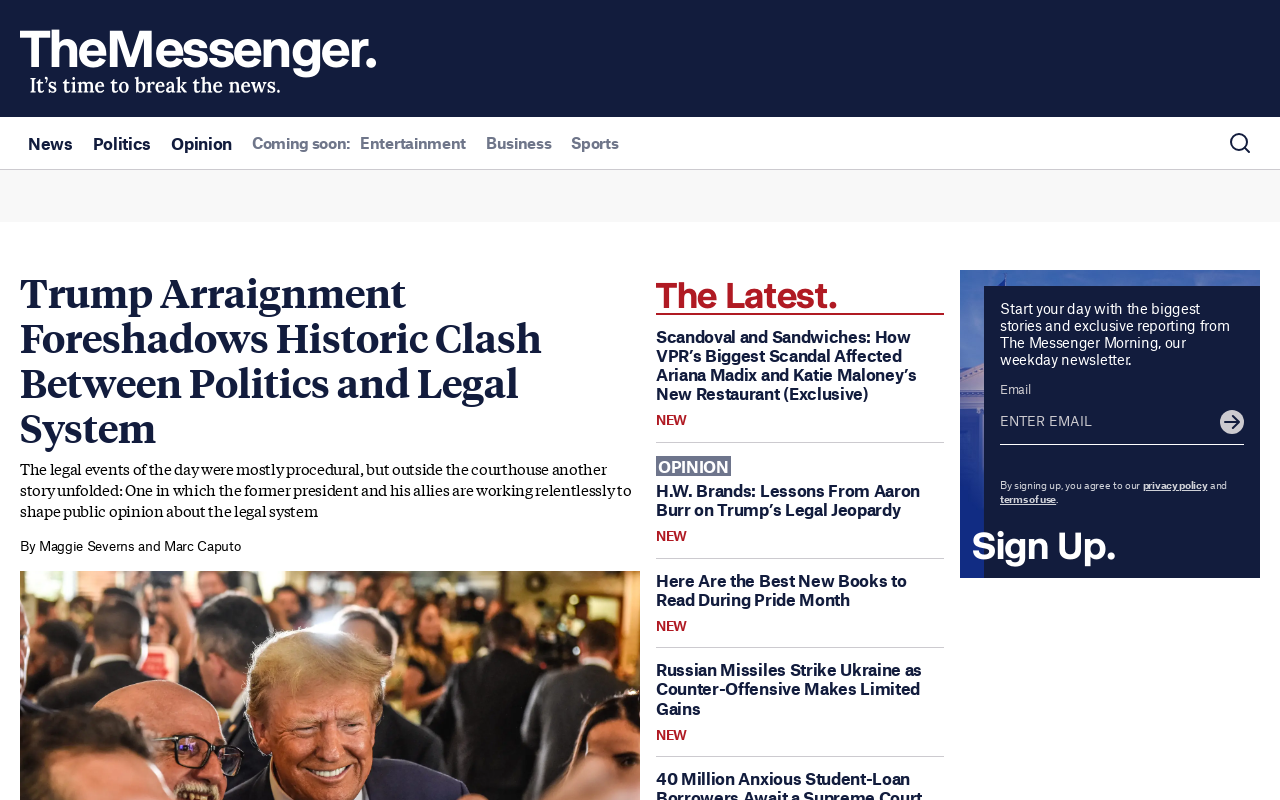 TheMessenger.
It's time to break the news.
News Politics Opinion Coming soon: Entertainment Business Sports
Trump Arraignment
Foreshadows Historic Clash
Between Politics and Legal
System
The legal events of the day were mostly procedural, but outside the courthouse another
story unfolded: One in which the former president and his allies are working relentlessly to
shape public opinion about the legal system
By Maggie Severns and Marc Caputo
The Latest.
Scandoval and Sandwiches: How
VPR’s Biggest Scandal Affected
Ariana Madix and Katie Maloney’s
New Restaurant (Exclusive)
NEW
OPINION
H.W. Brands: Lessons From Aaron
Burr on Trump’s Legal Jeopardy
NEW
Here Are the Best New Books to
Read During Pride Month
NEW
Russian Missiles Strike Ukraine as
Counter-Offensive Makes Limited
Gains
NEW
40 Million Anxious Student-Loan
Borrowers Await a Supreme Court
Start your day with the biggest
stories and exclusive reporting from
The Messenger Morning, our
weekday newsletter.
Email
ENTER EMAIL
By signing up, you agree to our privacy policy and
terms of use.
Sign Up.